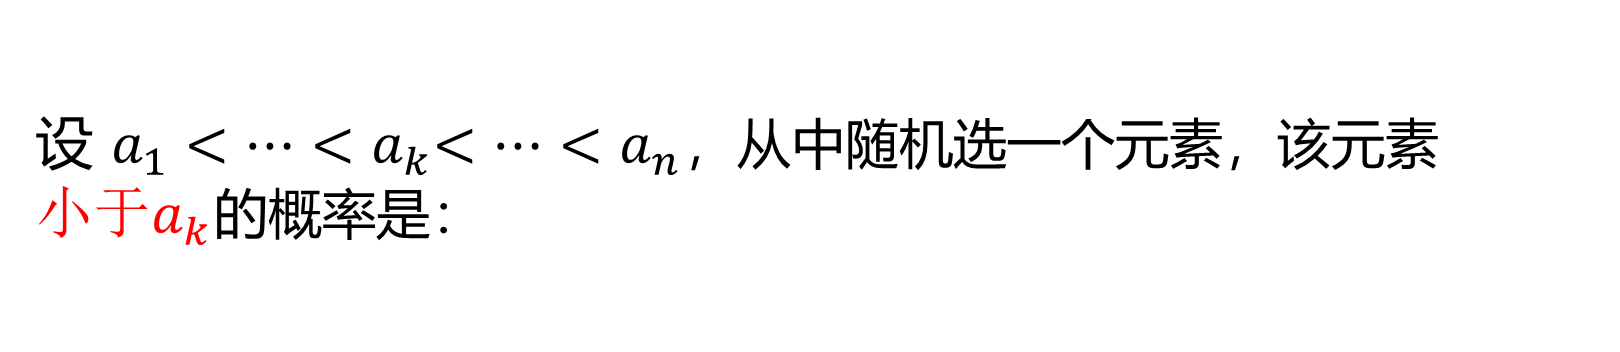 设 a₁ < ⋯ < aₖ < ⋯ < aₙ，从中随机选一个元素，该元素
小于aₖ的概率是：